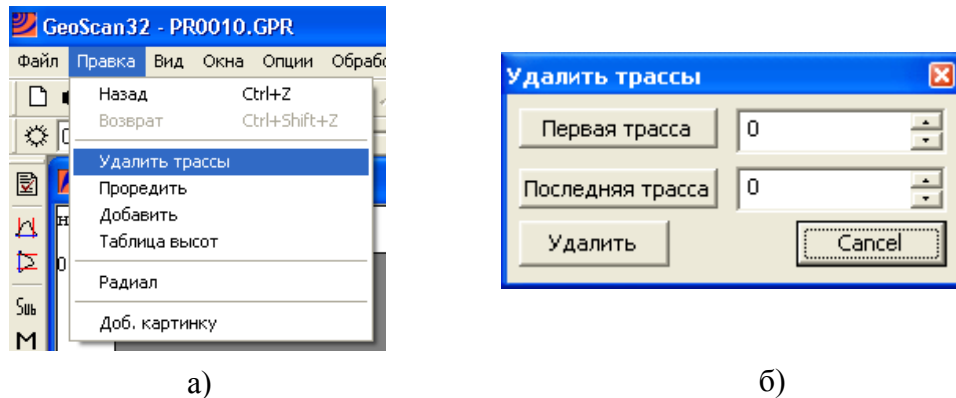 GeoScan32 - PR0010.GPR
Файл Правка Вид Окна Опции
Назад Ctrl+Z
Возврат Ctrl+Shift+Z
Удалить трассы
Проредить
Добавить
Таблица высот
Радиал
Доб. картинку
Sub
M
а)
Удалить трассы
Первая трасса 0
Последняя трасса 0
Удалить Cancel
б)